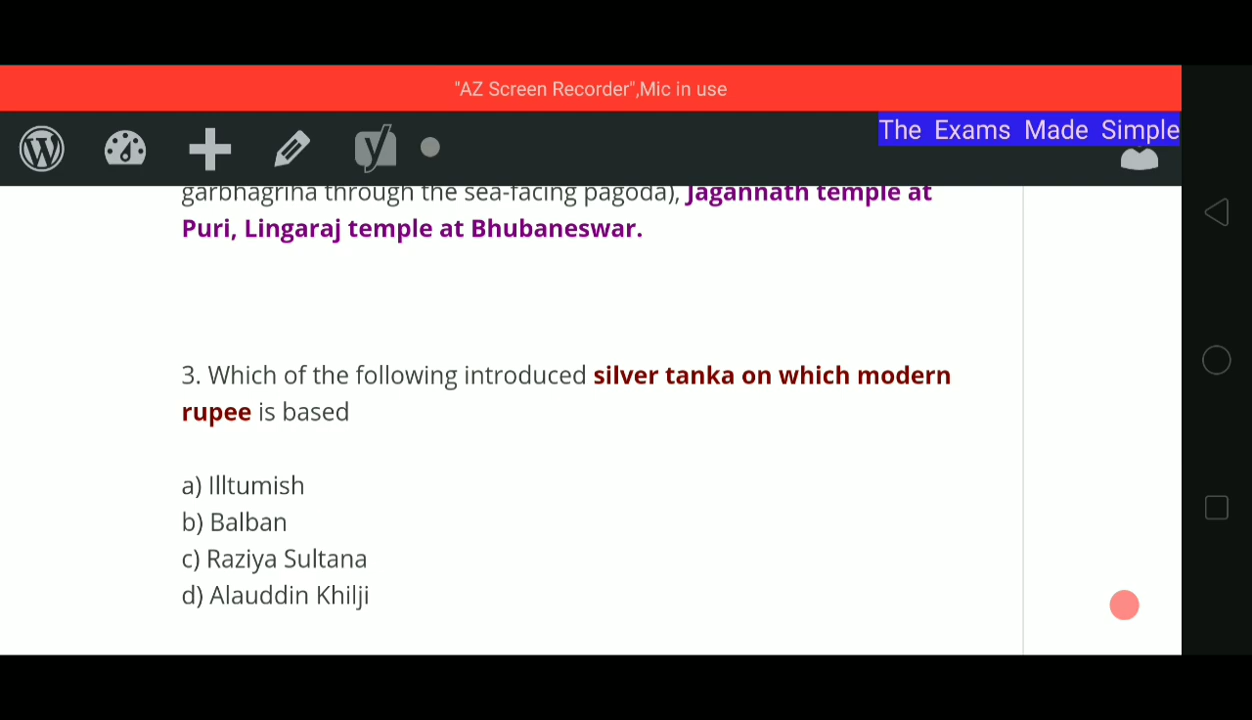 "AZ Screen Recorder",Mic in use
The Exams Made Simple
garbhagriha through the sea-facing pagoda), Jagannath temple at
Puri, Lingaraj temple at Bhubaneswar.
3. Which of the following introduced silver tanka on which modern
rupee is based
a) Illtumish
b) Balban
c) Raziya Sultana
d) Alauddin Khilji